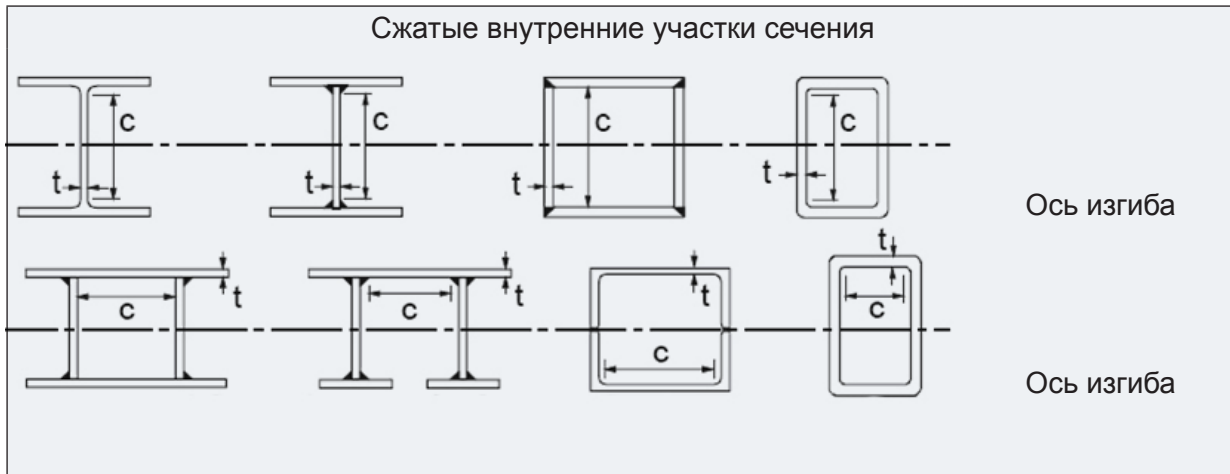 Сжатые внутренние участки сечения
c c c c
t t t t
Ось изгиба
t t t t
c c c c
Ось изгиба